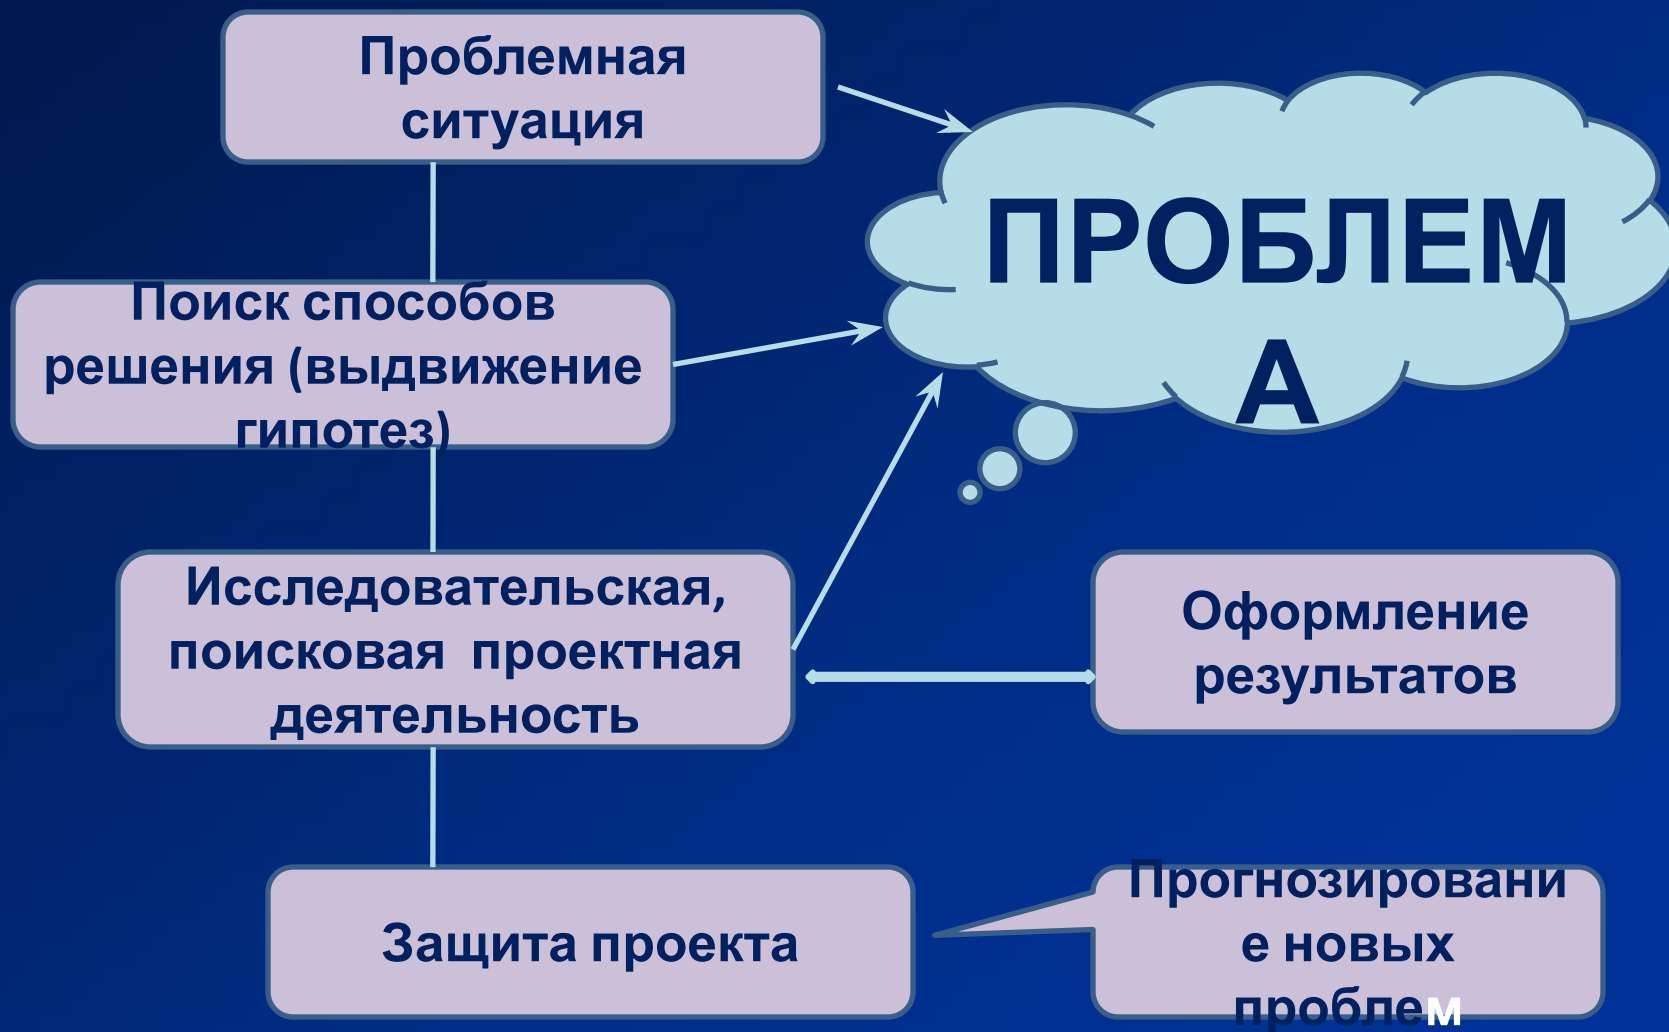 Проблемная
ситуация
ПРОБЛЕМ
А
Поиск способов
решения (выдвижение
гипотез)
Исследовательская,
поисковая проектная
деятельность
Оформление
результатов
Защита проекта
Прогнозировани
е новых
проблем